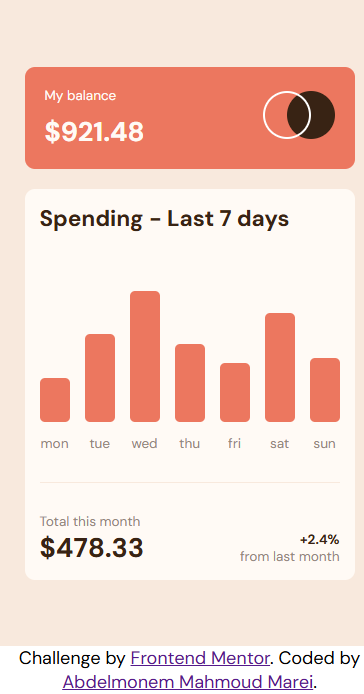 My balance
$921.48
Spending - Last 7 days
mon tue wed thu fri sat sun
Total this month
$478.33
+2.4%
from last month
Challenge by Frontend Mentor. Coded by
Abdelmonem Mahmoud Marei.